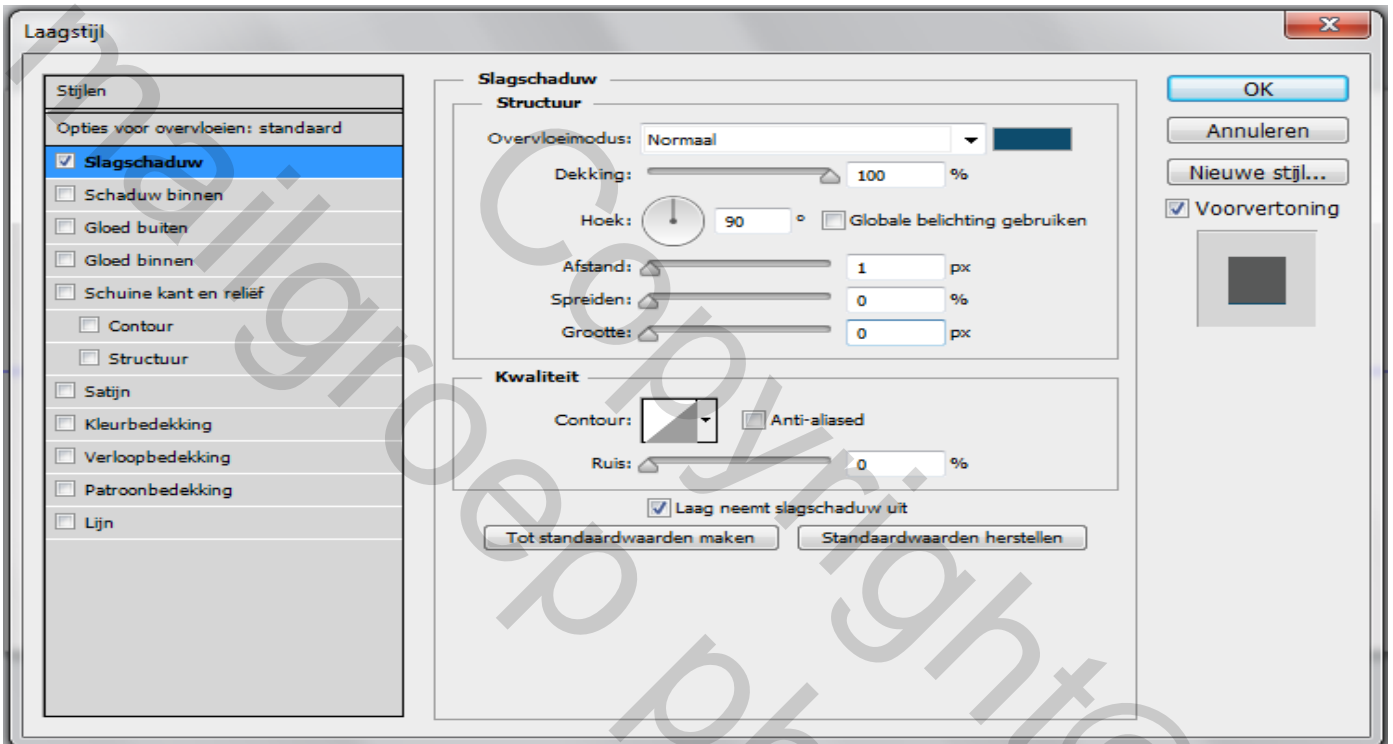 Laagstijl
Stijlen
Opties voor overvloeien: standaard
Slagschaduw
Schaduw binnen
Gloed buiten
Gloed binnen
Schuine kant en reliëf
Contour
Structuur
Satijn
Kleurbedekking
Verloopbedekking
Patroonbedekking
Lijn
Slagschaduw
Structuur
Overvloeimodus: Normaal
Dekking: 100 %
Hoek: 90 ° Globale belichting gebruiken
Afstand: 1 px
Spreiden: 0 %
Grootte: 0 px
Kwaliteit
Contour: Anti-aliased
Ruis: 0 %
Laag neemt slagschaduw uit
Tot standaardwaarden maken Standaardwaarden herstellen
OK
Annuleren
Nieuwe stijl...
Voorvertoning
Copyright©
mailgroep ph